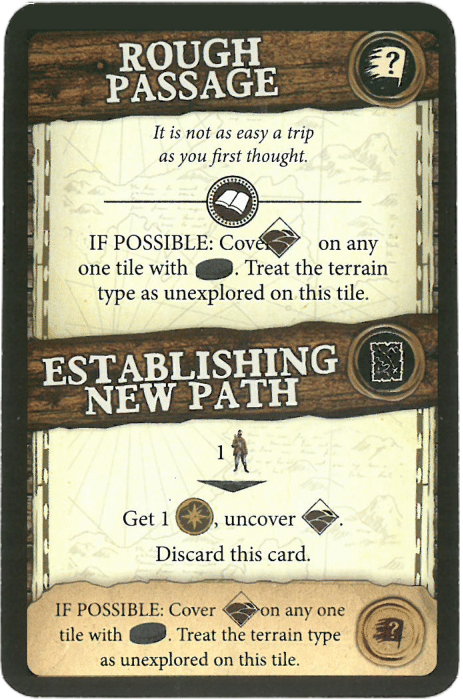 ROUGH
PASSAGE
?
It is not as easy a trip
as you first thought.
IF POSSIBLE: Cover on any
one tile with . Treat the terrain
type as unexplored on this tile.
ESTABLISHING
NEW PATH
1
Get 1 , uncover .
Discard this card.
IF POSSIBLE: Cover on any one
tile with . Treat the terrain type
as unexplored on this tile.
?